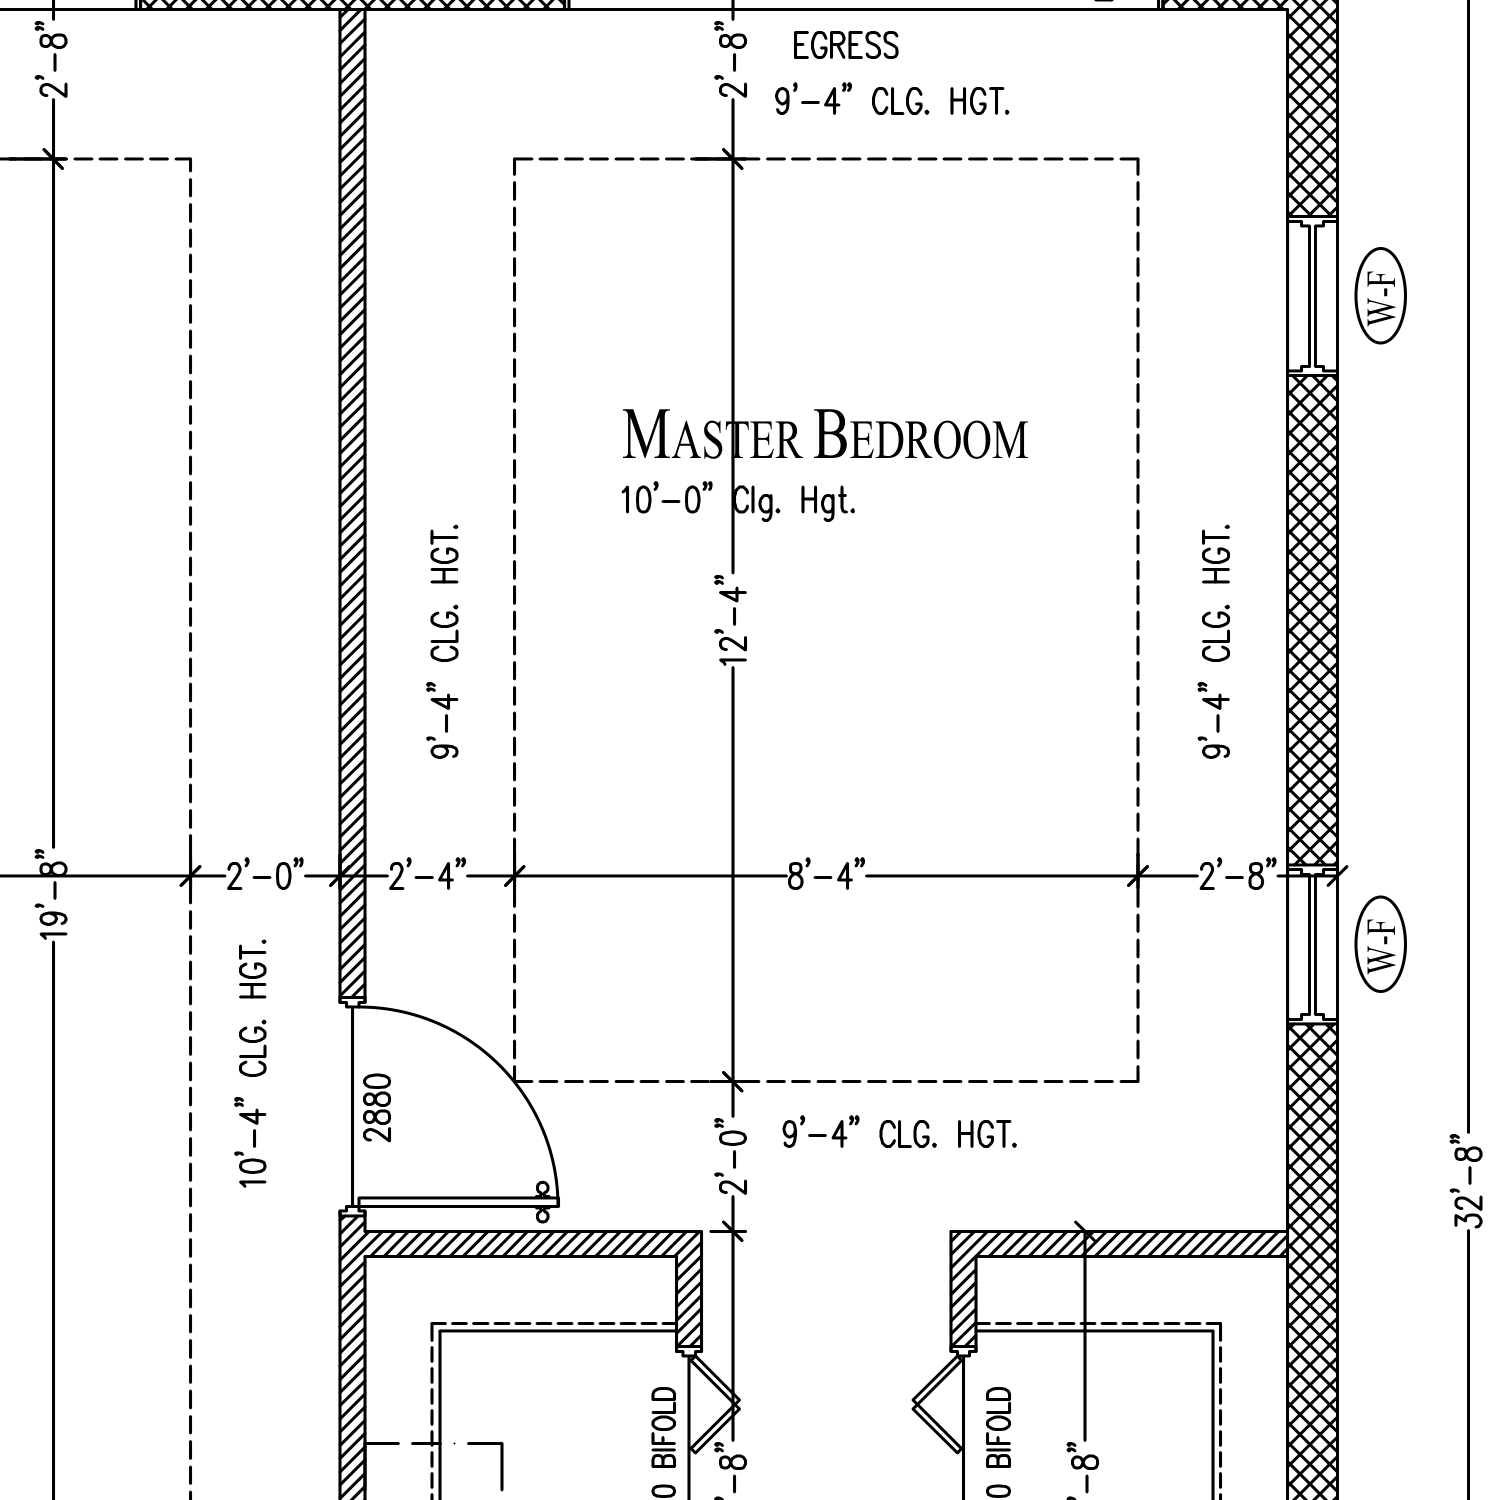 2'-8"
2'-8"
EGRESS
9'-4" CLG. HGT.
W-F
MASTER BEDROOM
10'-0" Clg. Hgt.
9'-4" CLG. HGT.
12'-4"
9'-4" CLG. HGT.
19'-8"
2'-0"
2'-4"
8'-4"
2'-8"
W-F
10'-4" CLG. HGT.
2880
2'-0"
9'-4" CLG. HGT.
32'-8"
0 BIFOLD
'-8"
'-8"
0 BIFOLD